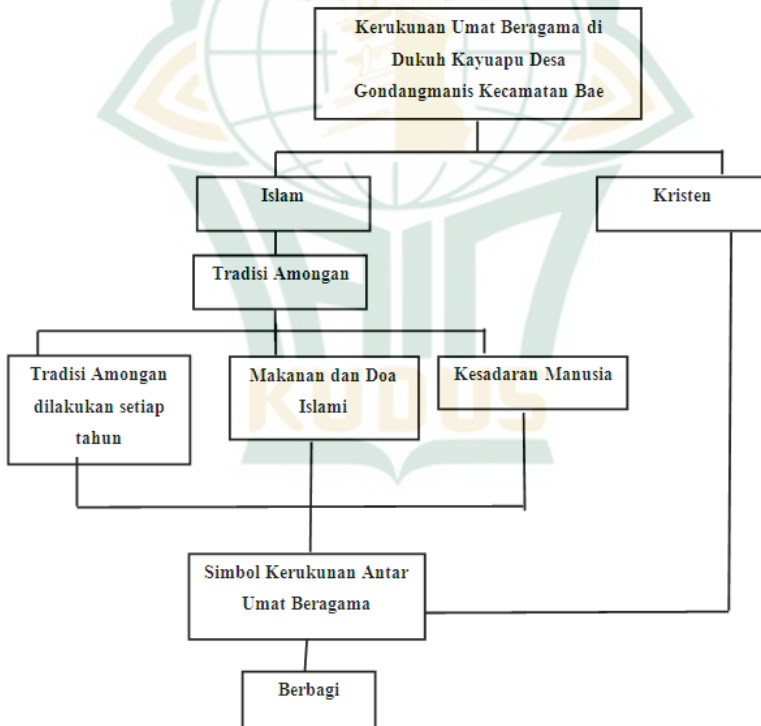 Kerukunan Umat Beragama di
Dukuh Kayuapu Desa
Gondangmanis Kecamatan Bae
Islam
Kristen
Tradisi Amongan
Tradisi Amongan
dilakukan setiap
tahun
Makanan dan Doa
Islami
Kesadaran Manusia
KUDUS
Simbol Kerukunan Antar
Umat Beragama
Berbagi